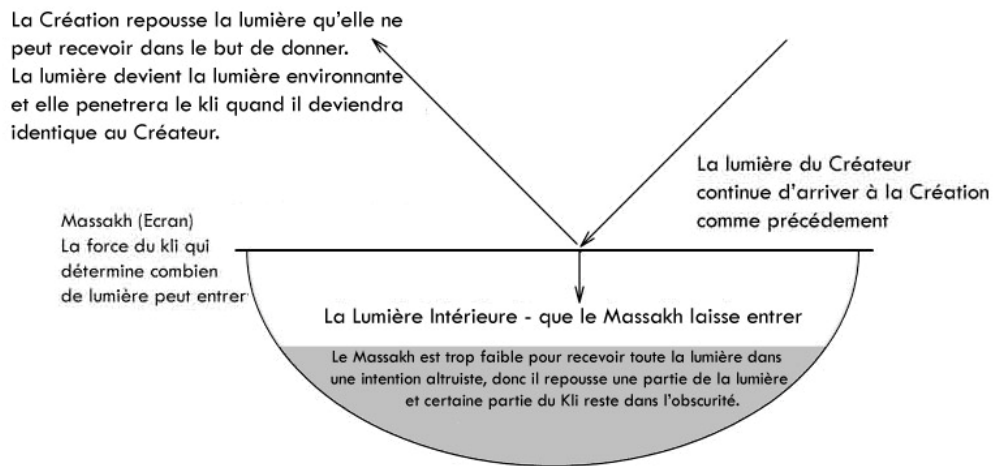 La Création repousse la lumière qu'elle ne
peut recevoir dans le but de donner.
La lumière devient la lumière environnante
et elle penetrera le kli quand il deviendra
identique au Créateur.
La lumière du Créateur
continue d'arriver à la Création
comme précédement
Massakh (Ecran)
La force du kli qui
détermine combien
de lumière peut entrer
La Lumière Intérieure - que le Massakh laisse entrer
Le Massakh est trop faible pour recevoir toute la lumière dans
une intention altruiste, donc il repousse une partie de la lumière
et certaine partie du Kli reste dans l'obscurité.